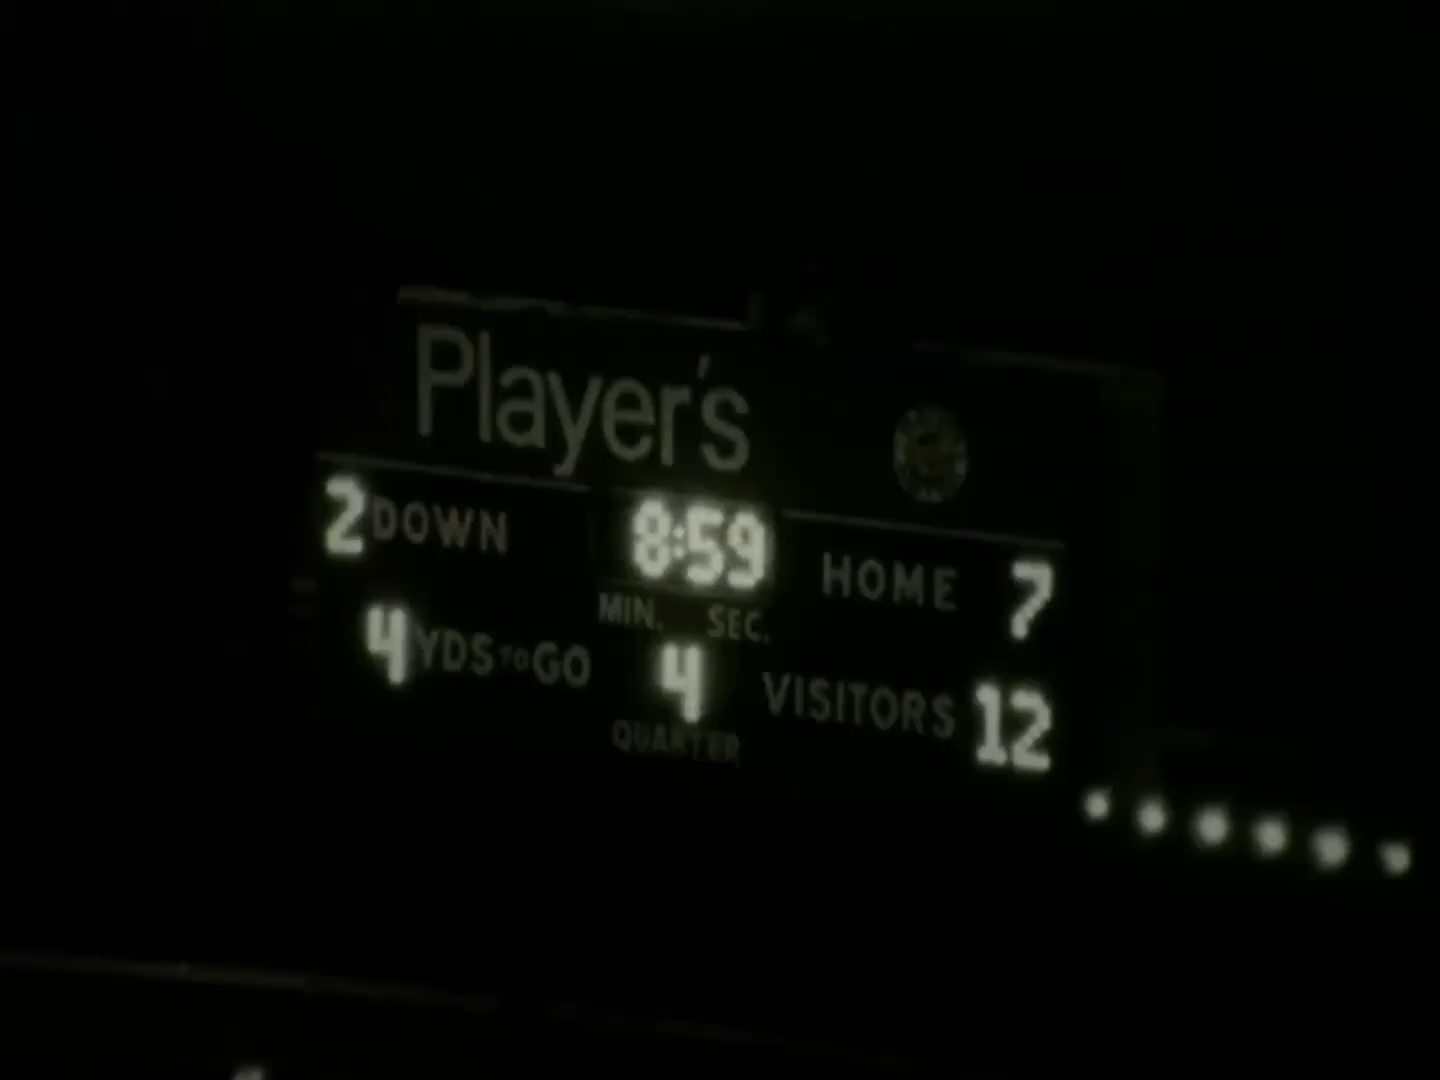 Player's
2 DOWN
8:59
MIN. SEC.
HOME 7
4 YDS TO GO
4
QUARTER
VISITORS 12